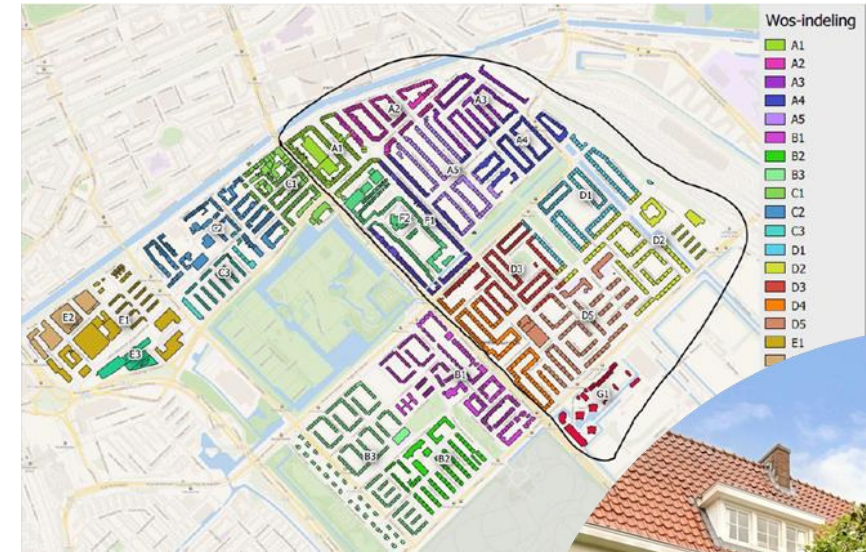 Wos-indeling
A1
A2
A3
A4
A5
B1
B2
B3
C1
C2
C3
D1
D2
D3
D4
D5
E1
A3
A2
A4
A1
A5
C1
D1
F2
F1
C2
D2
C3
D3
E2
E1
D5
E3
B1
G1
B3
B2